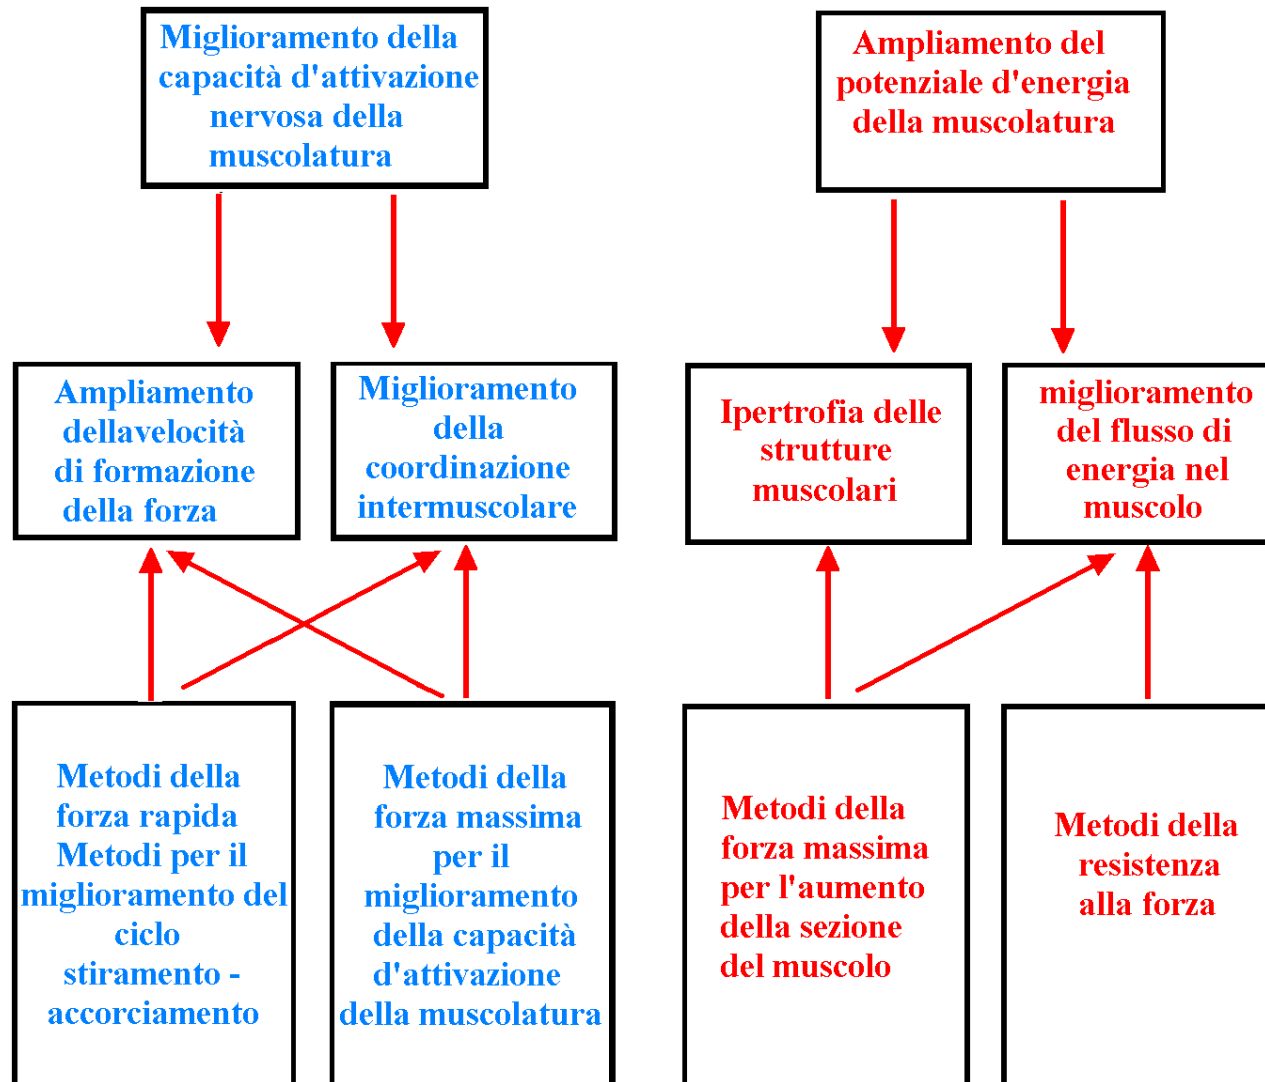 Miglioramento della
capacità d'attivazione
nervosa della
muscolatura
Ampliamento del
potenziale d'energia
della muscolatura
Ampliamento
dellavelocità
di formazione
della forza
Miglioramento
della
coordinazione
intermuscolare
Ipertrofia delle
strutture
muscolari
miglioramento
del flusso di
energia nel
muscolo
Metodi della
forza rapida
Metodi per il
miglioramento del
ciclo
stiramento -
accorciamento
Metodi della
forza massima
per il
miglioramento
della capacità
d'attivazione
della muscolatura
Metodi della
forza massima
per l'aumento
della sezione
del muscolo
Metodi della
resistenza
alla forza